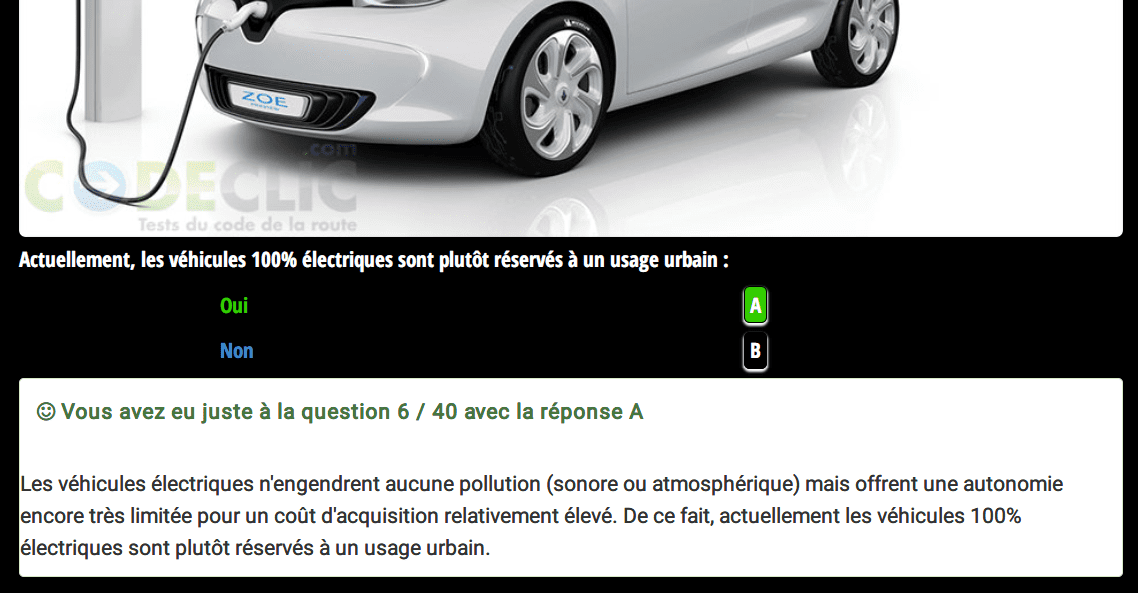 ZOE
PREVIEW
.com
CODECLIC
Tests du code de la route
Actuellement, les véhicules 100% électriques sont plutôt réservés à un usage urbain :
Oui A
Non B
Vous avez eu juste à la question 6 / 40 avec la réponse A
Les véhicules électriques n'engendrent aucune pollution (sonore ou atmosphérique) mais offrent une autonomie
encore très limitée pour un coût d'acquisition relativement élevé. De ce fait, actuellement les véhicules 100%
électriques sont plutôt réservés à un usage urbain.